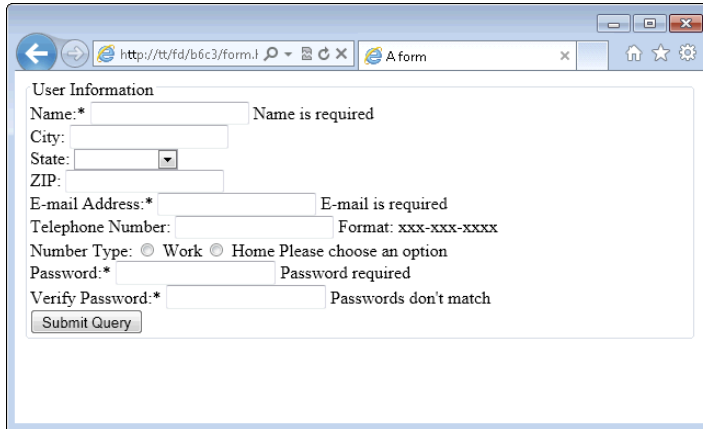 http://tt/fd/b6c3/form.h
A form
User Information
Name:* Name is required
City:
State:
ZIP:
E-mail Address:* E-mail is required
Telephone Number: Format: xxx-xxx-xxxx
Number Type: Work Home Please choose an option
Password:* Password required
Verify Password:* Passwords don't match
Submit Query